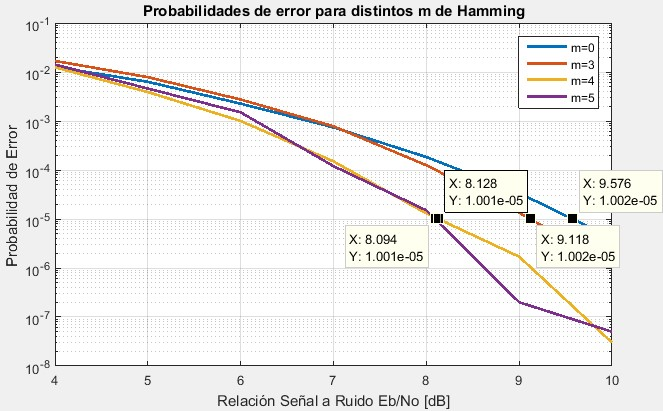 Probabilidades de error para distintos m de Hamming
10^-1
10^-2
10^-3
10^-4
10^-5
10^-6
10^-7
10^-8
Probabilidad de Error
m=0
m=3
m=4
m=5
X: 8.128
Y: 1.001e-05
X: 9.576
Y: 1.002e-05
X: 8.094
Y: 1.001e-05
X: 9.118
Y: 1.002e-05
4 5 6 7 8 9 10
Relación Señal a Ruido Eb/No [dB]